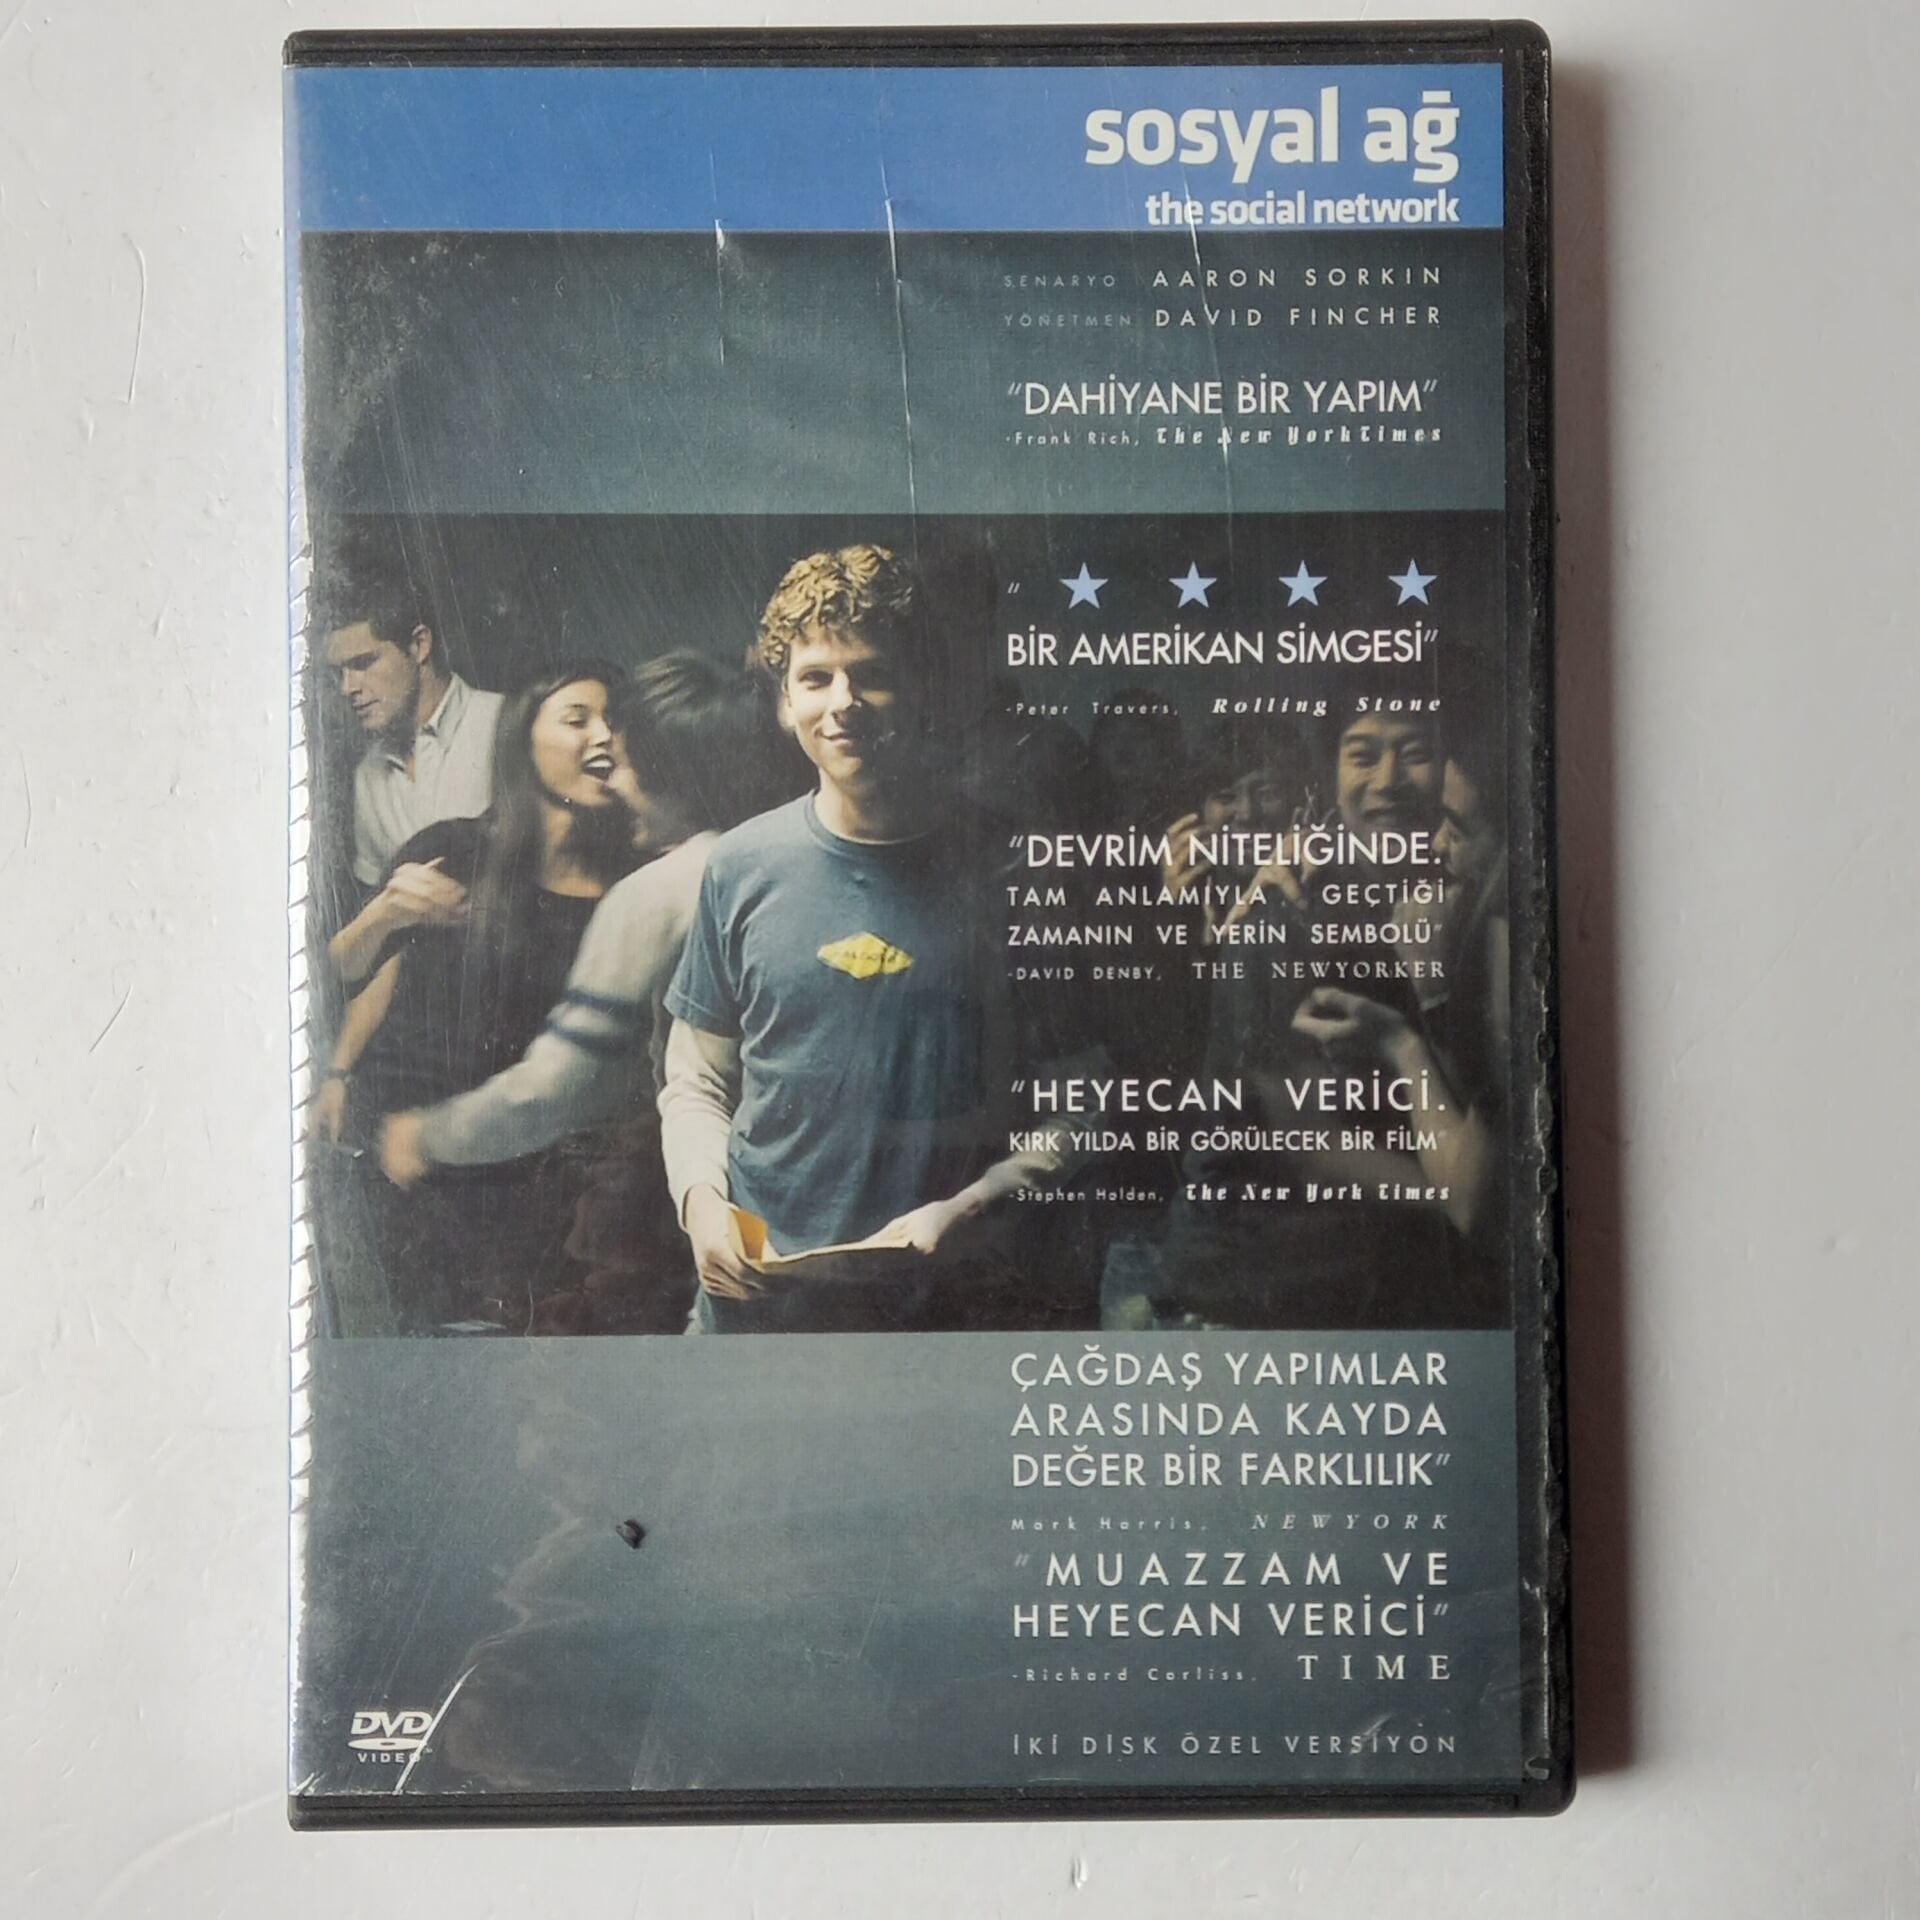 sosyal ağ
the social network
SENARYO AARON SORKIN
YÖNETMEN DAVID FINCHER
"DAHİYANE BİR YAPIM"
-Frank Rich, The New York Times
"★ ★ ★ ★
BİR AMERİKAN SİMGESİ"
-Peter Travers, Rolling Stone
"DEVRİM NİTELİĞİNDE.
TAM ANLAMIYLA GEÇTİĞİ
ZAMANIN VE YERİN SEMBOLÜ"
-DAVID DENBY, THE NEWYORKER
"HEYECAN VERİCİ.
KIRK YILDA BİR GÖRÜLECEK BİR FİLM"
-Stephen Holden, The New York Times
ÇAĞDAŞ YAPIMLAR
ARASINDA KAYDA
DEĞER BİR FARKLILIK"
Mark Harris, NEWYORK
"MUAZZAM VE
HEYECAN VERİCİ"
-Richard Corliss, TIME
DVD
VIDEO™
İKİ DİSK ÖZEL VERSİYON